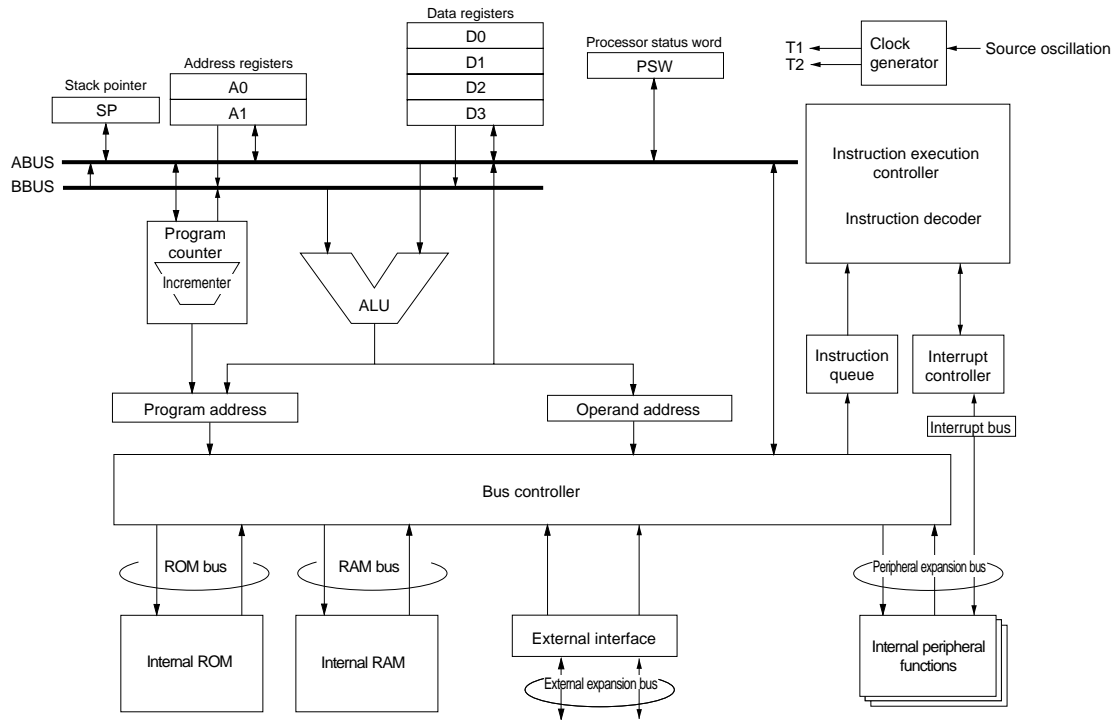 Data registers
D0
D1
D2
D3
Processor status word
PSW
T1
T2
Clock
generator
Source oscillation
Address registers
A0
A1
Stack pointer
SP
ABUS
BBUS
Instruction execution
controller
Instruction decoder
Program
counter
Incrementer
ALU
Instruction
queue
Interrupt
controller
Program address
Operand address
Interrupt bus
Bus controller
ROM bus
RAM bus
Peripheral expansion bus
Internal ROM
Internal RAM
External interface
External expansion bus
Internal peripheral
functions